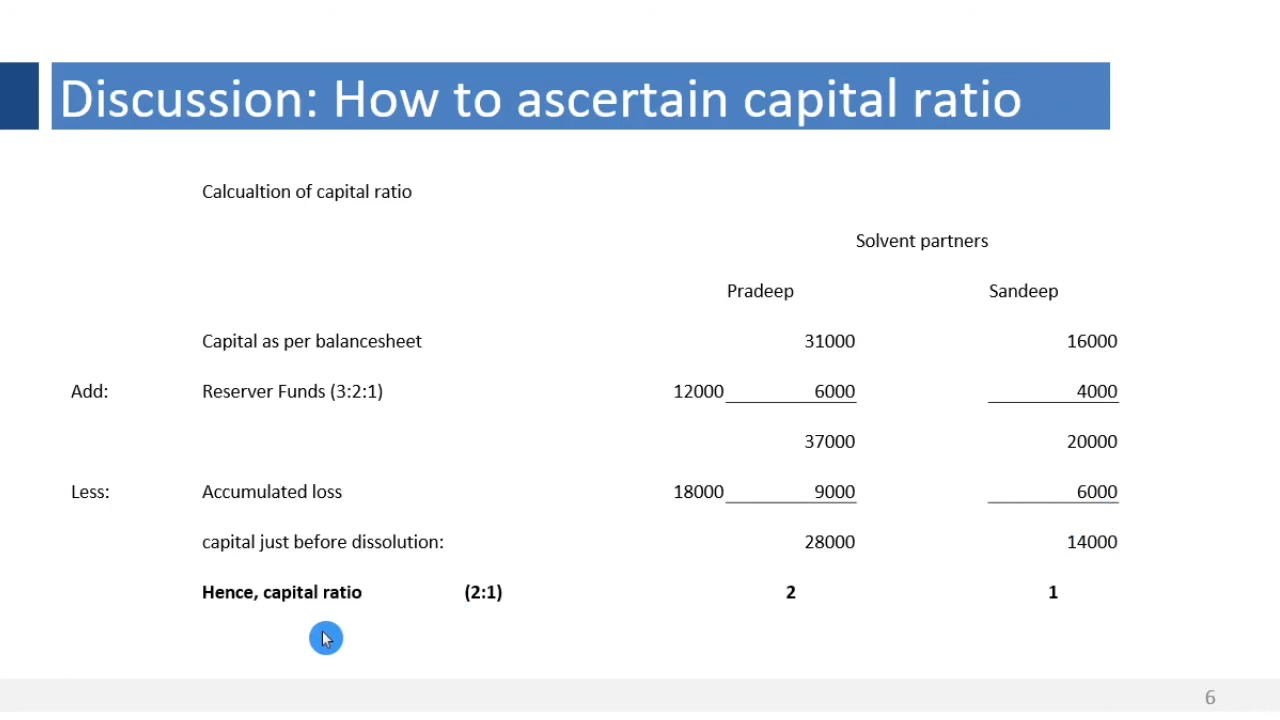 Discussion: How to ascertain capital ratio
Calcualtion of capital ratio
Solvent partners
Pradeep Sandeep
Capital as per balancesheet 31000 16000
Add: Reserver Funds (3:2:1) 12000 6000 4000
37000 20000
Less: Accumulated loss 18000 9000 6000
capital just before dissolution: 28000 14000
Hence, capital ratio (2:1) 2 1
6